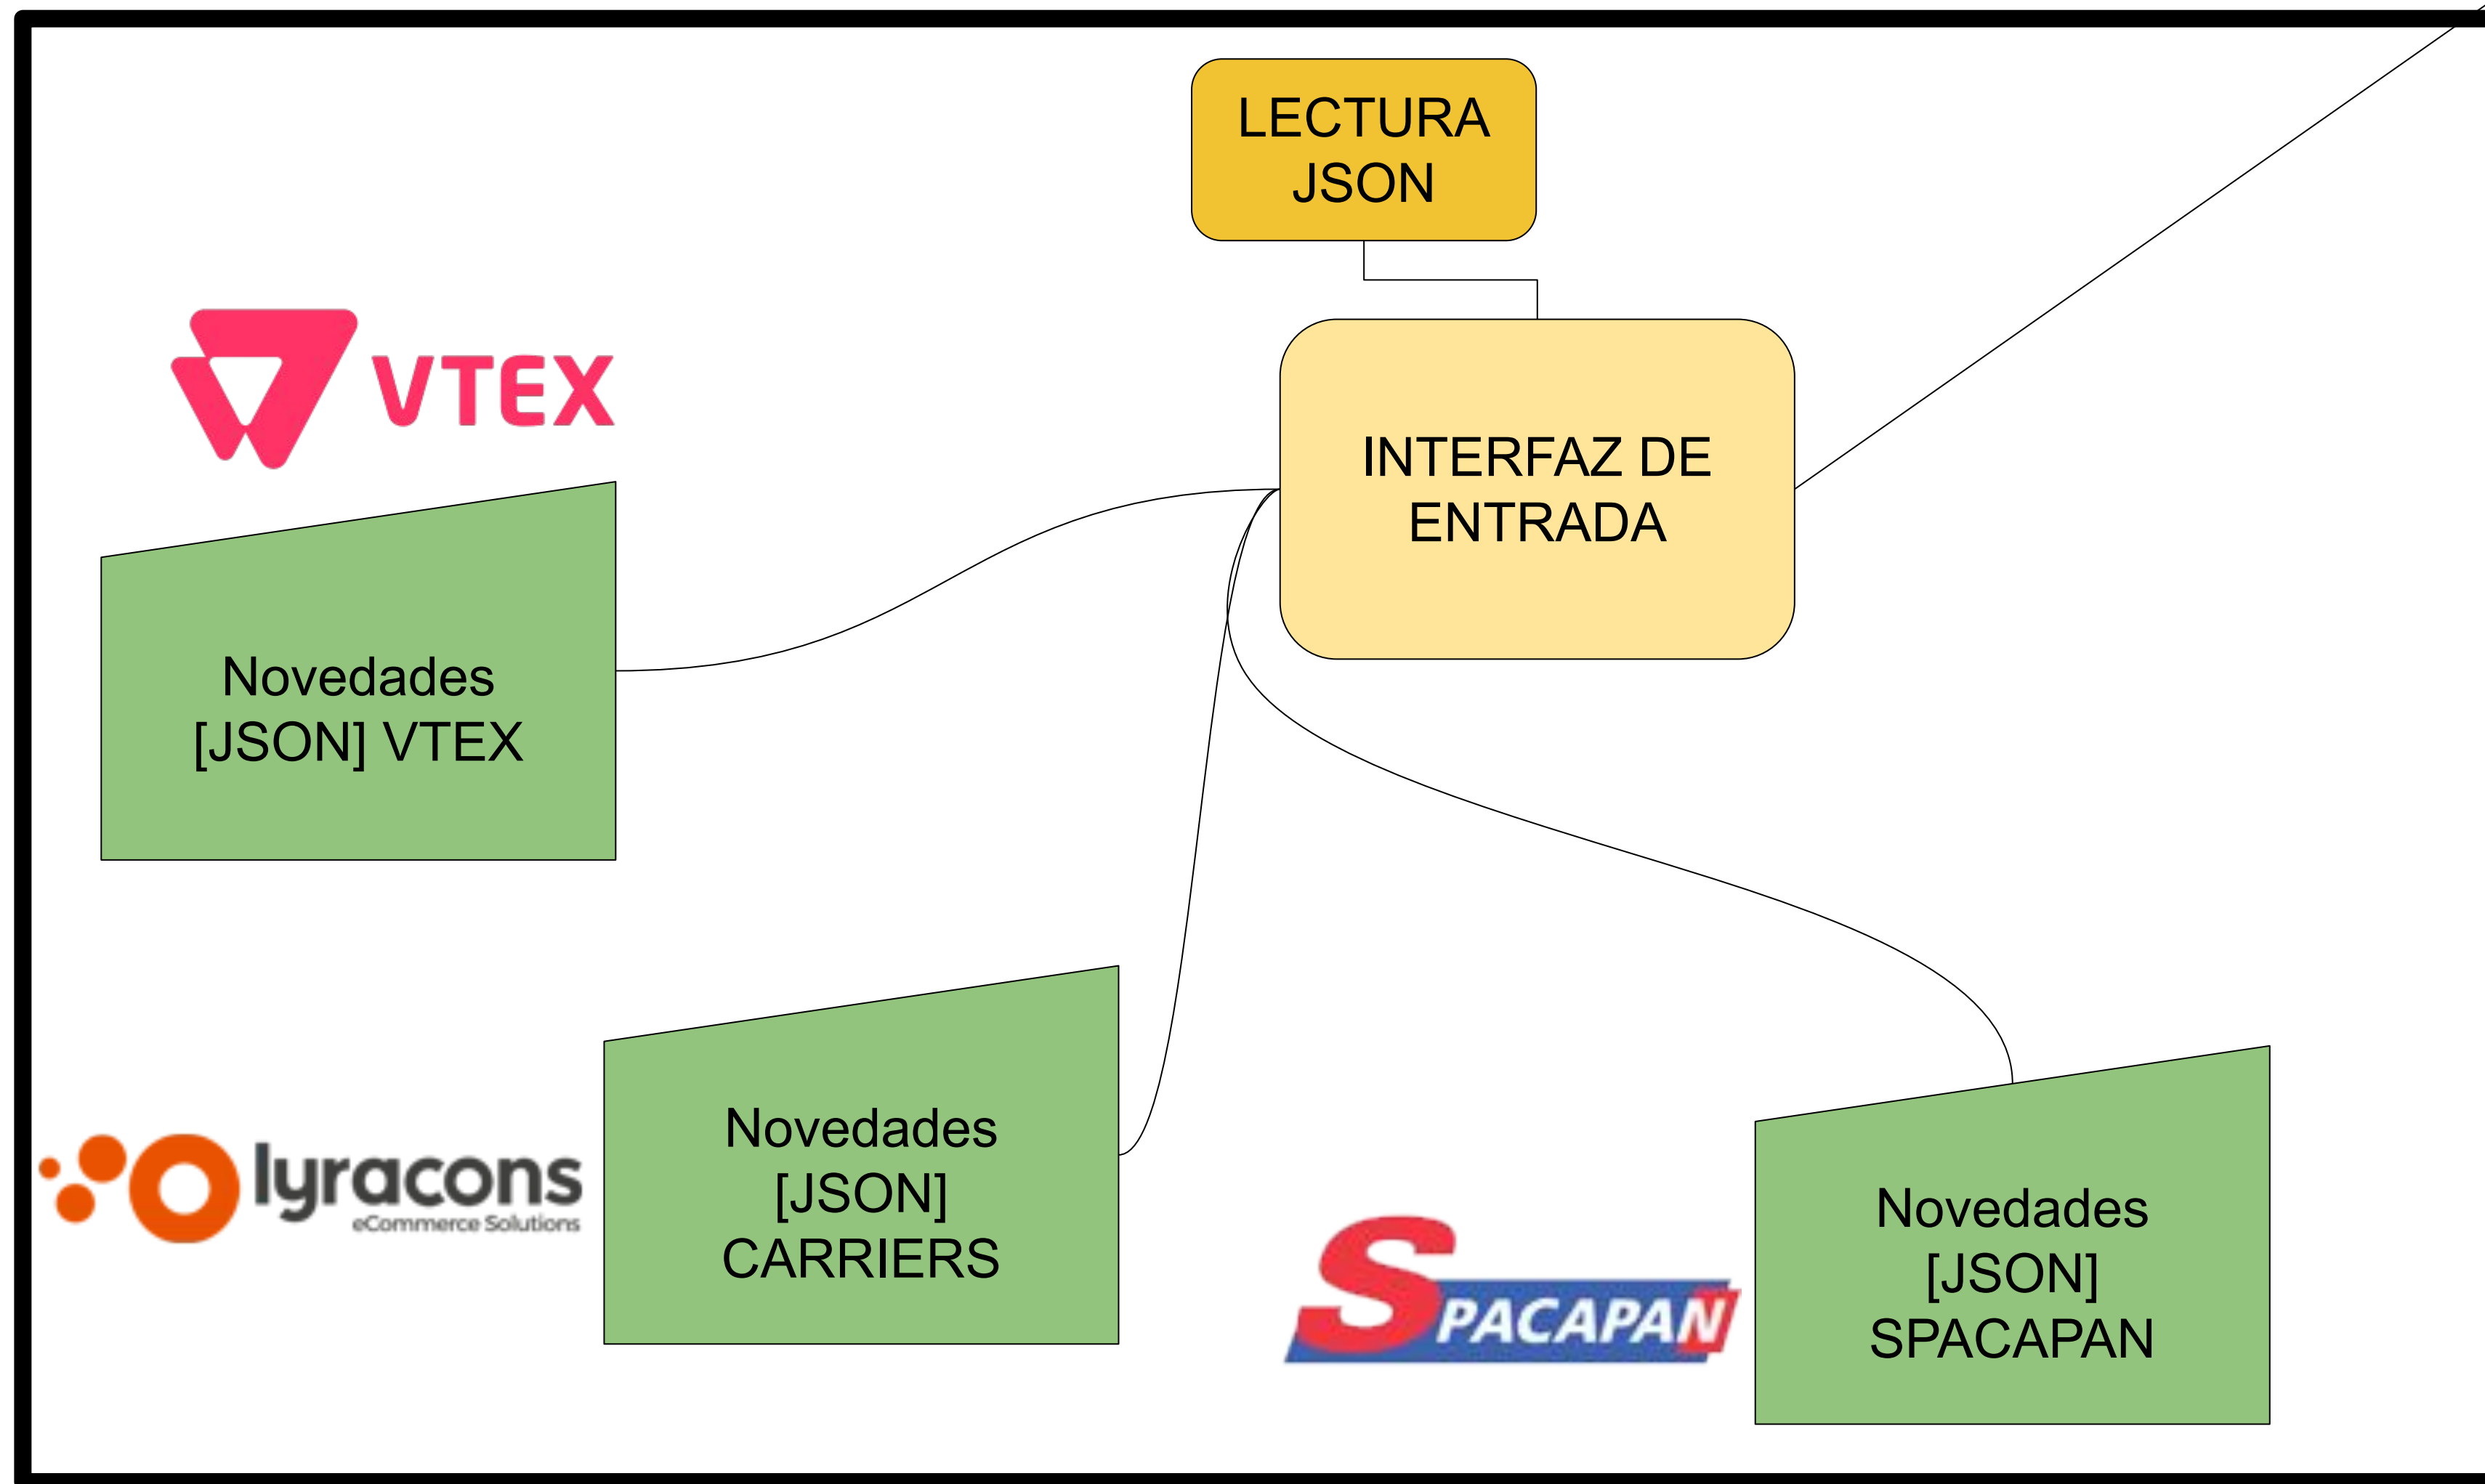 LECTURA
JSON
VTEX
INTERFAZ DE
ENTRADA
Novedades
[JSON] VTEX
lyracons
eCommerce Solutions
Novedades
[JSON]
CARRIERS
SPACAPAN
Novedades
[JSON]
SPACAPAN